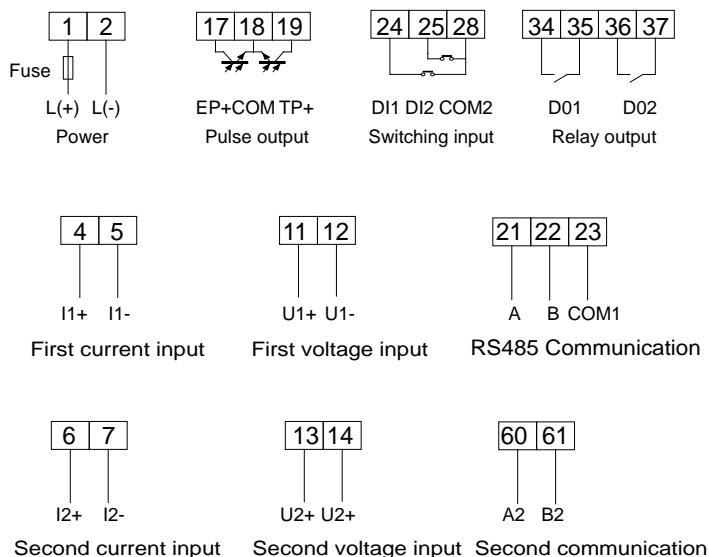 1 2 17 18 19 24 25 28 34 35 36 37
Fuse
L(+) L(-) EP+COM TP+ DI1 DI2 COM2 D01 D02
Power Pulse output Switching input Relay output
4 5 11 12 21 22 23
I1+ I1- U1+ U1- A B COM1
First current input First voltage input RS485 Communication
6 7 13 14 60 61
I2+ I2- U2+ U2+ A2 B2
Second current input Second voltage input Second communication